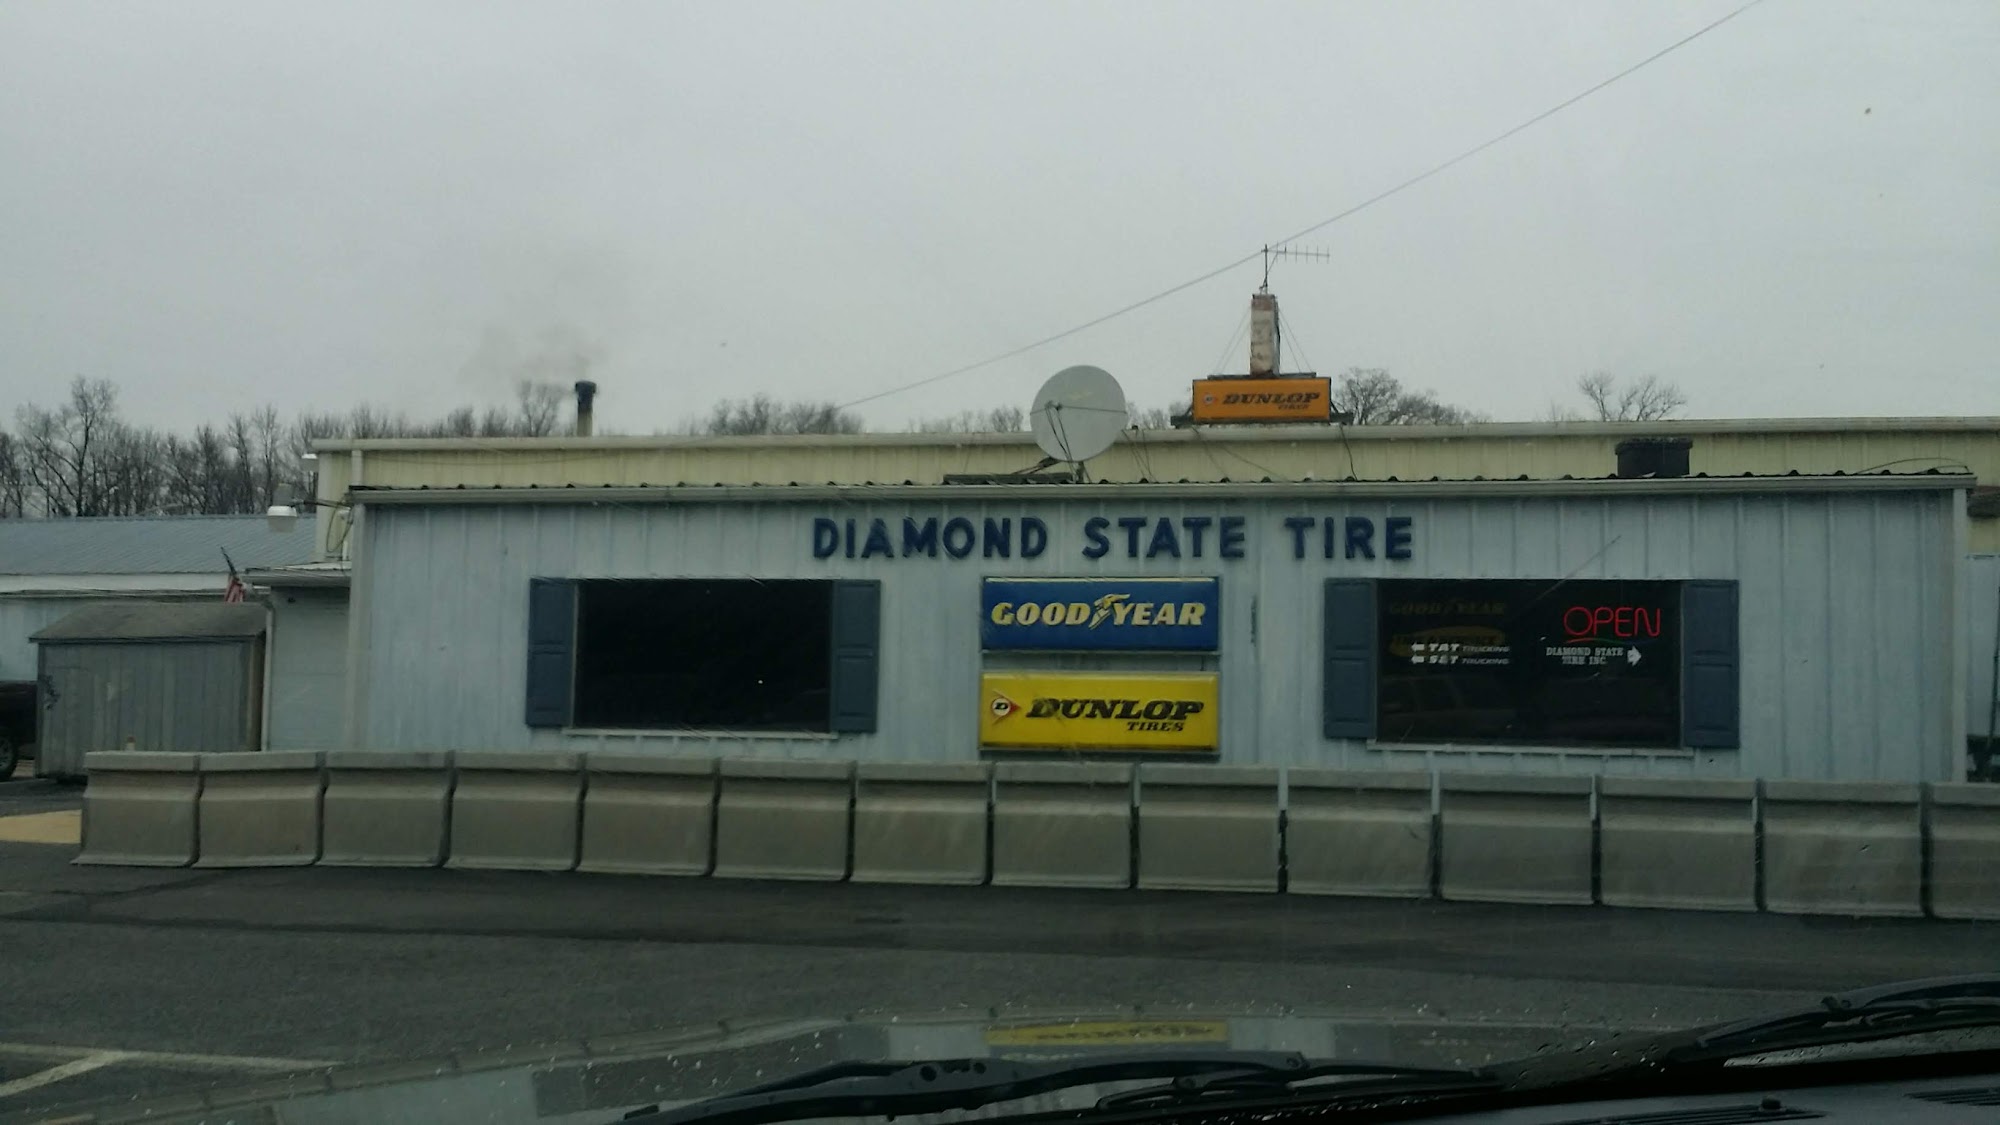 DUNLOP
TIRES
DIAMOND STATE TIRE
GOODYEAR
D DUNLOP
TIRES
GOODYEAR
OPEN
TAT TRUCKING
SET TRUCKING
DIAMOND STATE
TIRE INC.